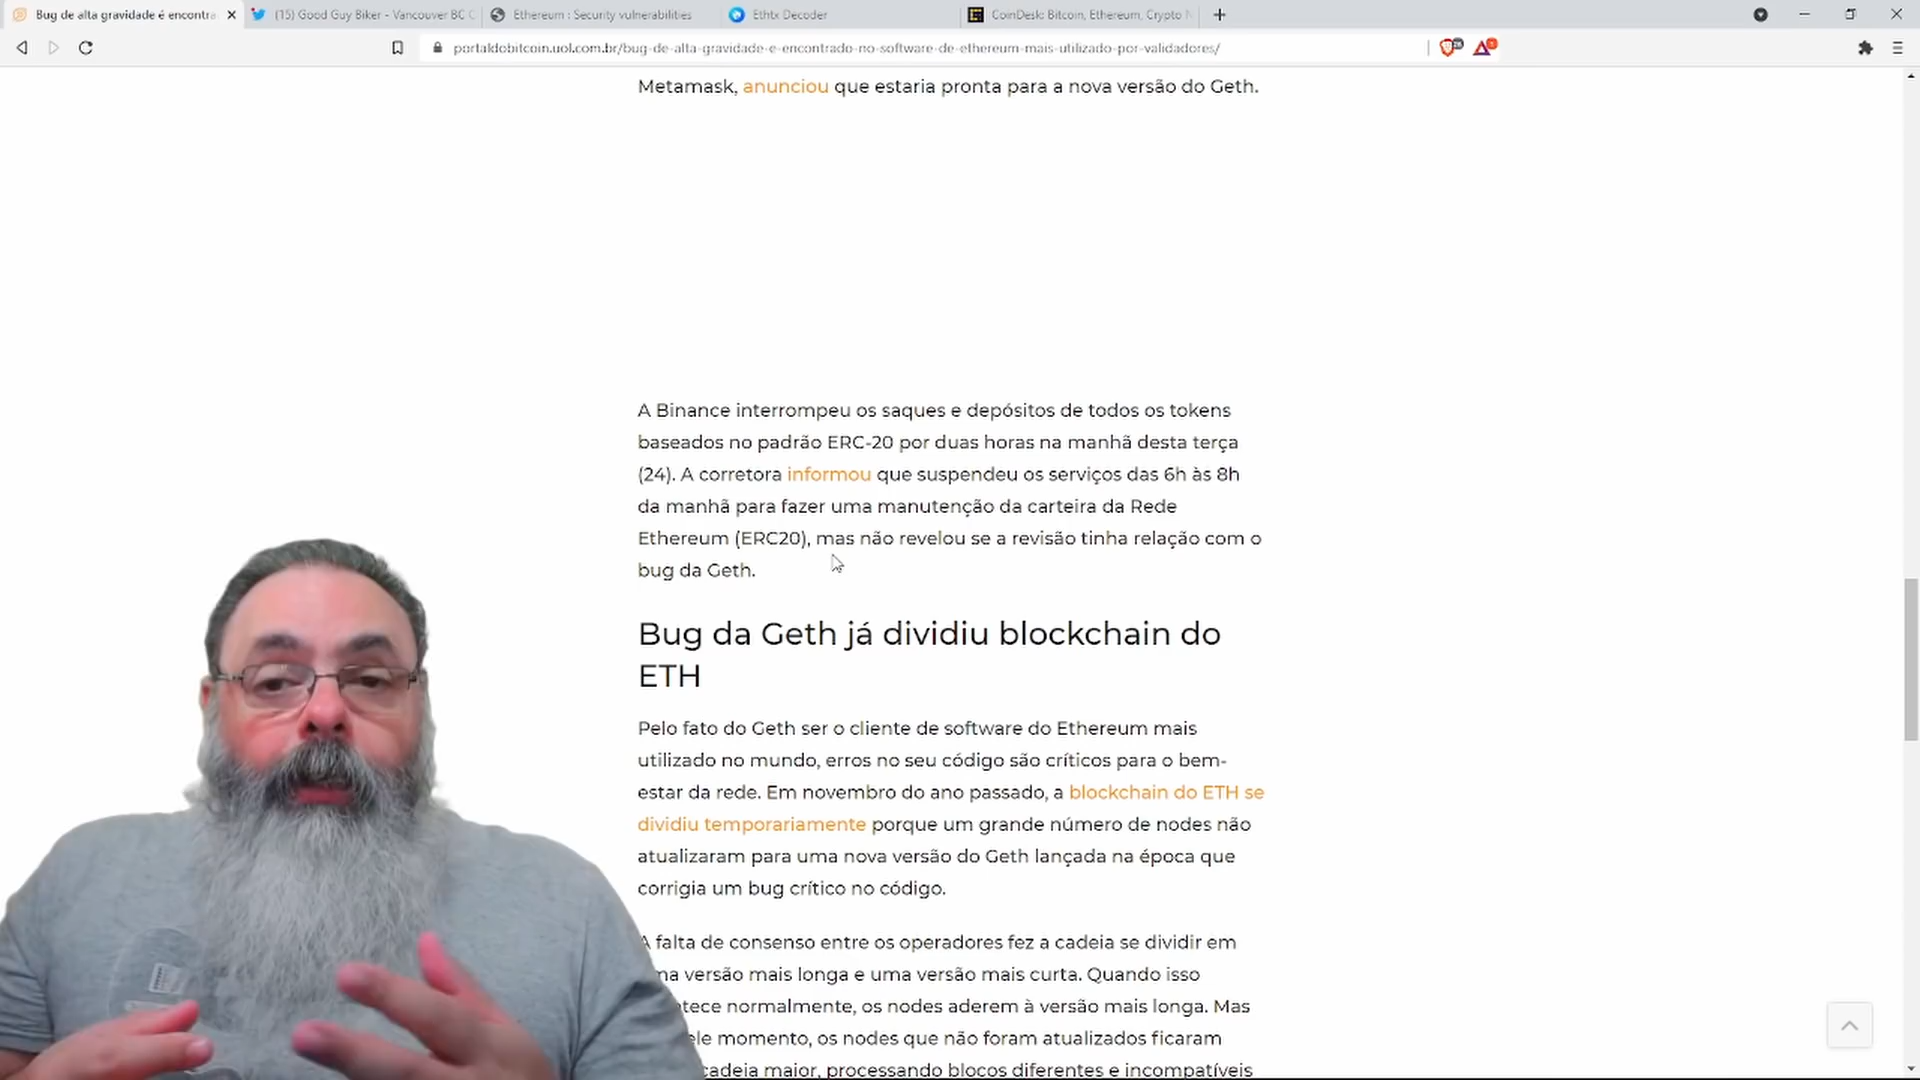 Bug de alta gravidade é encontra
(15) Good Guy Biker - Vancouver BC C
Ethereum : Security vulnerabilities
Ethtx Decoder
CoinDesk: Bitcoin, Ethereum, Crypto N
portaldobitcoin.uol.com.br/bug-de-alta-gravidade-e-encontrado-no-software-de-ethereum-mais-utilizado-por-validadores/
Metamask, anunciou que estaria pronta para a nova versão do Geth.
A Binance interrompeu os saques e depósitos de todos os tokens
baseados no padrão ERC-20 por duas horas na manhã desta terça
(24). A corretora informou que suspendeu os serviços das 6h às 8h
da manhã para fazer uma manutenção da carteira da Rede
Ethereum (ERC20), mas não revelou se a revisão tinha relação com o
bug da Geth.
Bug da Geth já dividiu blockchain do
ETH
Pelo fato do Geth ser o cliente de software do Ethereum mais
utilizado no mundo, erros no seu código são críticos para o bem-
estar da rede. Em novembro do ano passado, a blockchain do ETH se
dividiu temporariamente porque um grande número de nodes não
atualizaram para uma nova versão do Geth lançada na época que
corrigia um bug crítico no código.
A falta de consenso entre os operadores fez a cadeia se dividir em
ma versão mais longa e uma versão mais curta. Quando isso
tece normalmente, os nodes aderem à versão mais longa. Mas
ele momento, os nodes que não foram atualizados ficaram
cadeia maior, processando blocos diferentes e incompatíveis